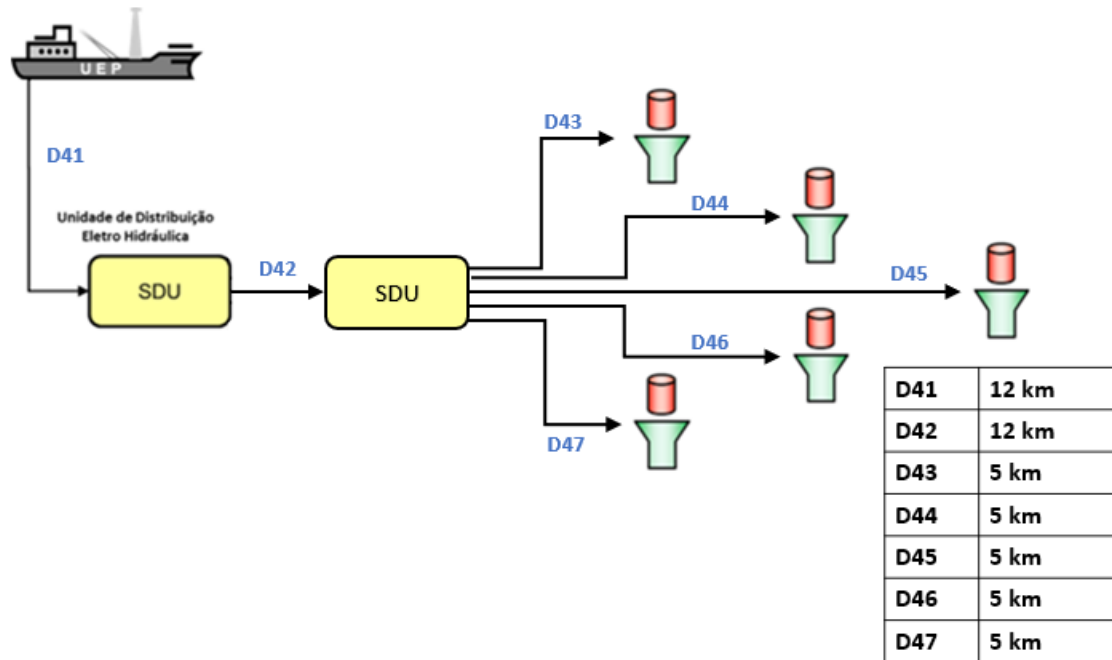 UEP
D41
D43
D44
Unidade de Distribuição
Eletro Hidráulica
SDU
D42
SDU
D45
D46
D47
D41 12 km
D42 12 km
D43 5 km
D44 5 km
D45 5 km
D46 5 km
D47 5 km